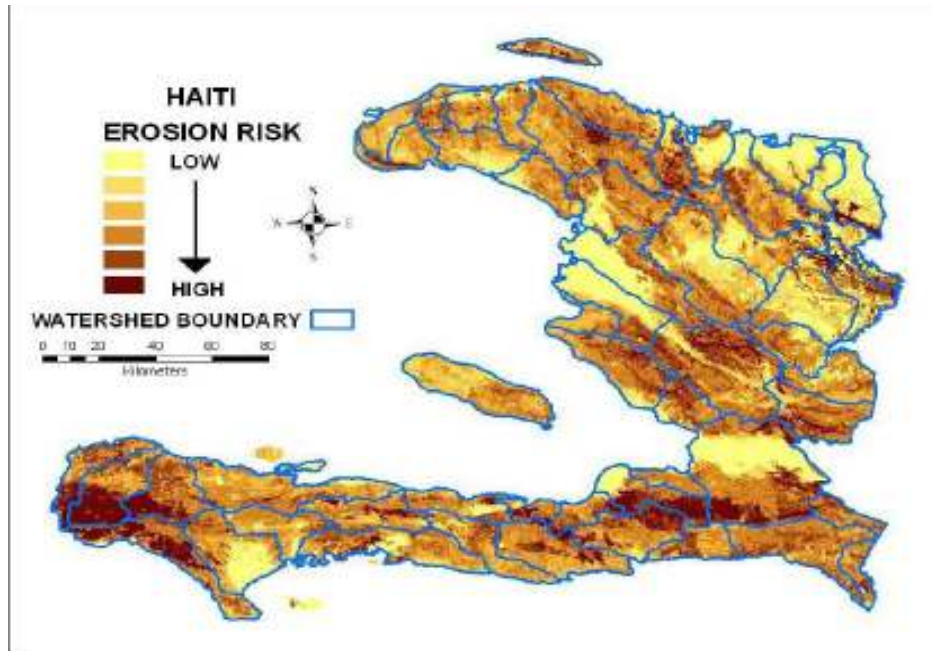 HAITI
EROSION RISK
LOW
HIGH
WATERSHED BOUNDARY
0 10 20 40 60 80
Kilometers
N
W E
S